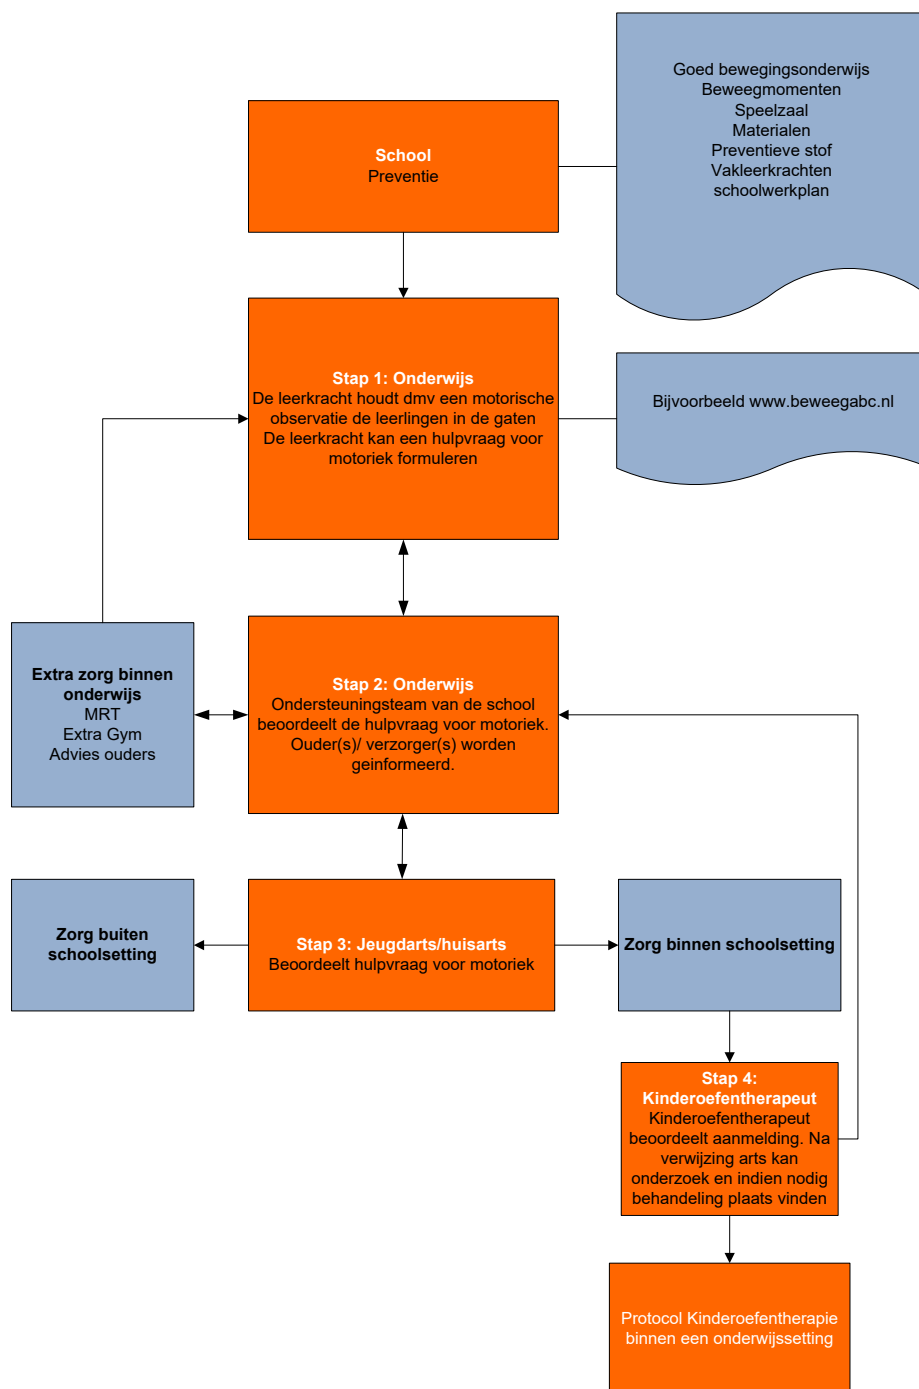 Goed bewegingsonderwijs
Beweegmomenten
Speelzaal
Materialen
Preventieve stof
Vakleerkrachten
schoolwerkplan
School
Preventie
Stap 1: Onderwijs
De leerkracht houdt dmv een motorische
observatie de leerlingen in de gaten
De leerkracht kan een hulpvraag voor
motoriek formuleren
Bijvoorbeeld www.beweegabc.nl
Extra zorg binnen
onderwijs
MRT
Extra Gym
Advies ouders
Stap 2: Onderwijs
Ondersteuningsteam van de school
beoordeelt de hulpvraag voor motoriek.
Ouder(s)/ verzorger(s) worden
geinformeerd.
Zorg buiten
schoolsetting
Stap 3: Jeugdarts/huisarts
Beoordeelt hulpvraag voor motoriek
Zorg binnen schoolsetting
Stap 4:
Kinderoefentherapeut
Kinderoefentherapeut
beoordeelt aanmelding. Na
verwijzing arts kan
onderzoek en indien nodig
behandeling plaats vinden
Protocol Kinderoefentherapie
binnen een onderwijssetting